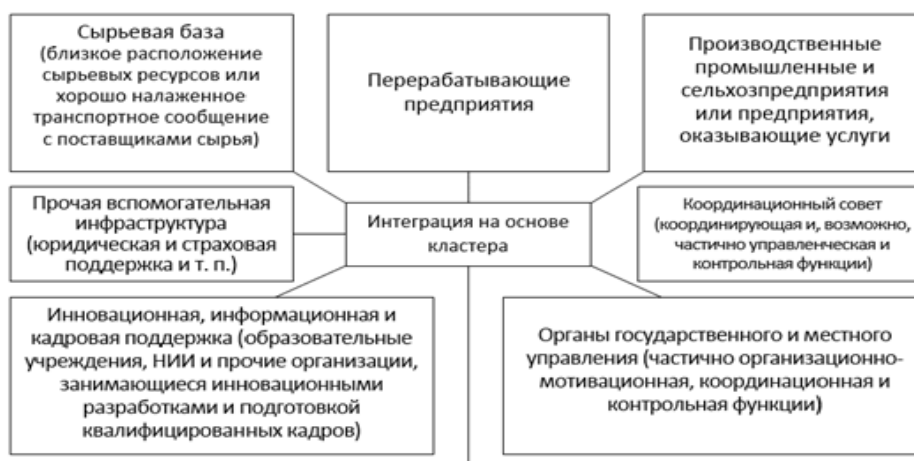 Сырьевая база
(близкое расположение
сырьевых ресурсов или
хорошо налаженное
транспортное сообщение
с поставщиками сырья)
Перерабатывающие
предприятия
Производственные
промышленные и
сельхозпредприятия
или предприятия,
оказывающие услуги
Прочая вспомогательная
инфраструктура
(юридическая и страховая
поддержка и т. п.)
Интеграция на основе
кластера
Координационный совет
(координирующая и, возможно,
частично управленческая и
контрольная функции)
Инновационная, информационная и
кадровая поддержка (образовательные
учреждения, НИИ и прочие организации,
занимающиеся инновационными
разработками и подготовкой
квалифицированных кадров)
Органы государственного и местного
управления (частично организационно-
мотивационная, координационная и
контрольная функции)